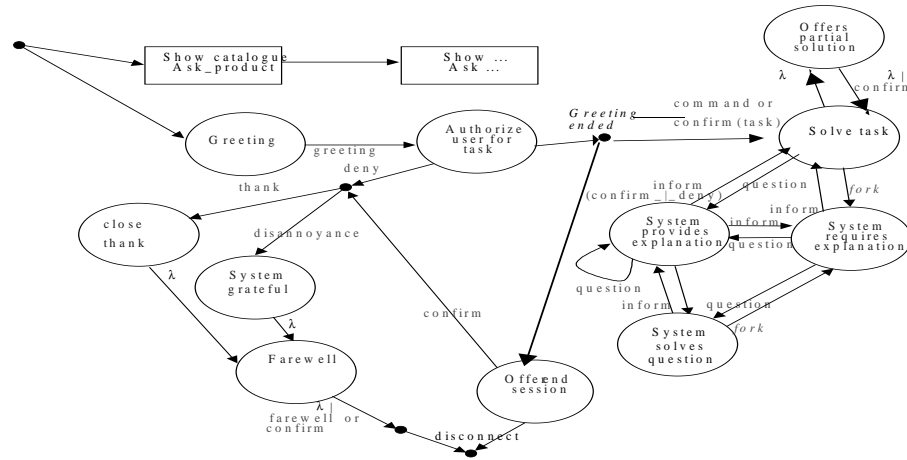 Offers
partial
solution
Show catalogue
Ask_product
Show ...
Ask ...
λ
λ |
confirm
Greeting
ended
command or
confirm(task)
Solve task
Greeting
greeting
Authorize
user for
task
deny
thank
inform
(confirm_|_deny)
question
fork
inform
close
thank
disannoyance
System
provides
explanation
inform
question
System
requires
explanation
λ
System
grateful
question
inform
question
confirm
λ
fork
System
solves
question
Farewell
Offer end
session
λ |
farewell or
confirm
disconnect